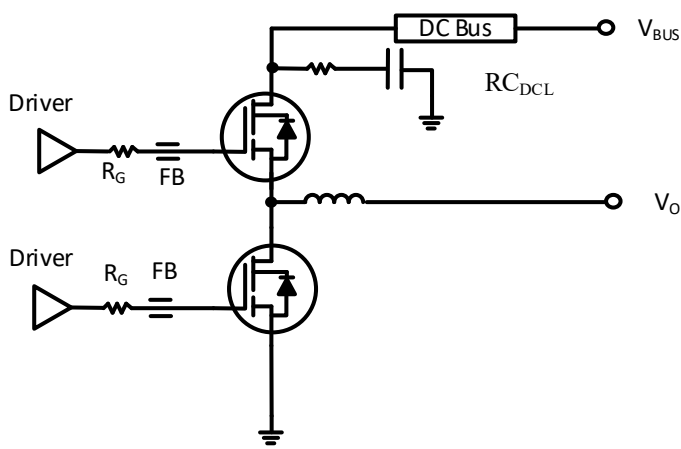 DC Bus
V_BUS
RC_DCL
Driver
R_G
FB
V_O
Driver
R_G
FB